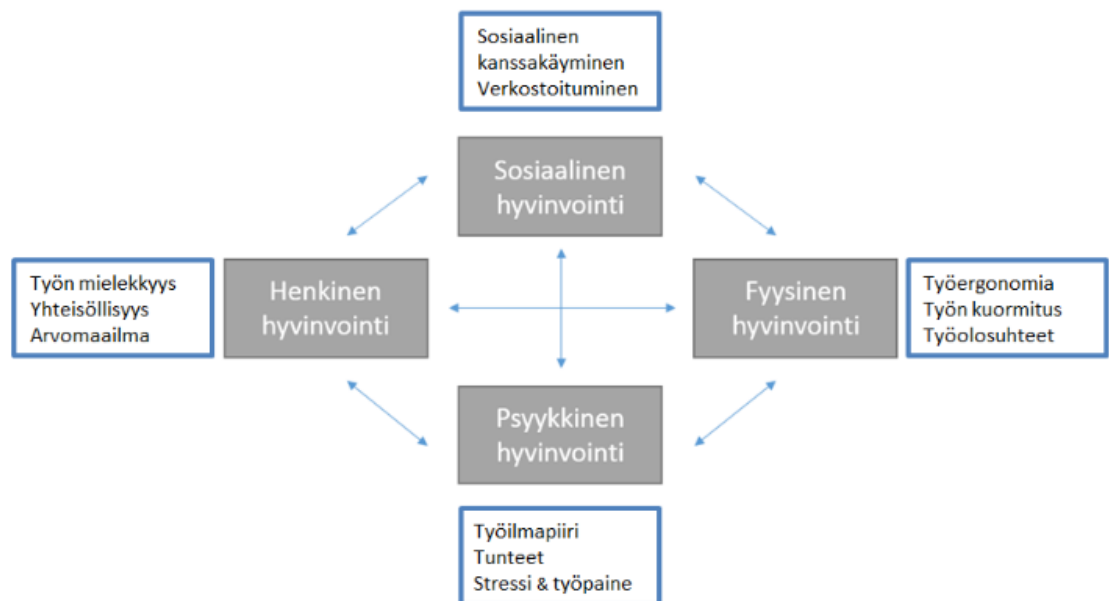 Sosiaalinen
kanssakäyminen
Verkostoituminen
Sosiaalinen
hyvinvointi
Työn mielekkyys
Yhteisöllisyys
Arvomaailma
Henkinen
hyvinvointi
Fyysinen
hyvinvointi
Työergonomia
Työn kuormitus
Työolosuhteet
Psyykkinen
hyvinvointi
Työilmapiiri
Tunteet
Stressi & työpaine